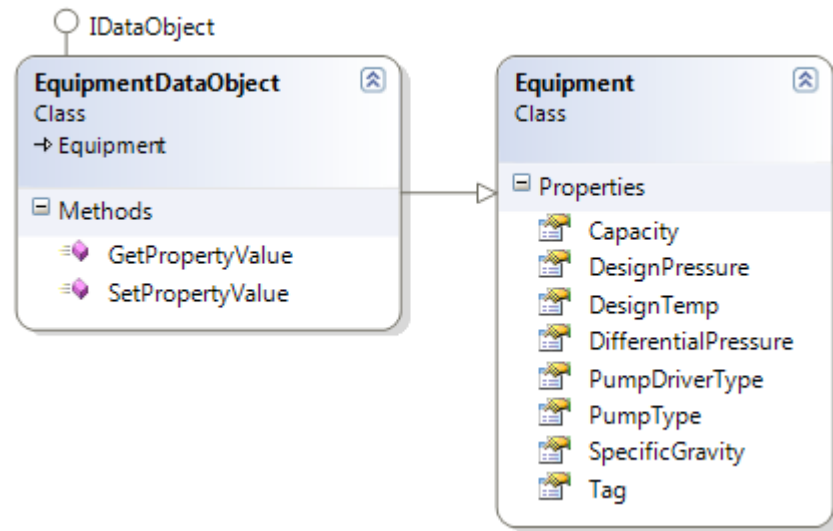 IDataObject
EquipmentDataObject
Class
Equipment
Methods
GetPropertyValue
SetPropertyValue
Equipment
Class
Properties
Capacity
DesignPressure
DesignTemp
DifferentialPressure
PumpDriverType
PumpType
SpecificGravity
Tag